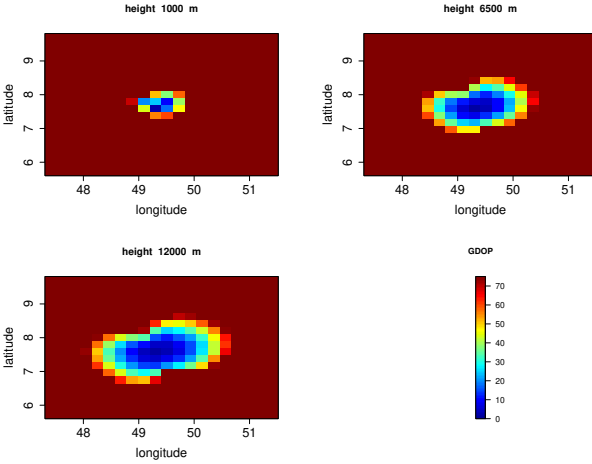 height 1000 m
latitude
9
8
7
6
48 49 50 51
longitude
height 6500 m
latitude
9
8
7
6
48 49 50 51
longitude
height 12000 m
latitude
9
8
7
6
48 49 50 51
longitude
GDOP
70
60
50
40
30
20
10
0